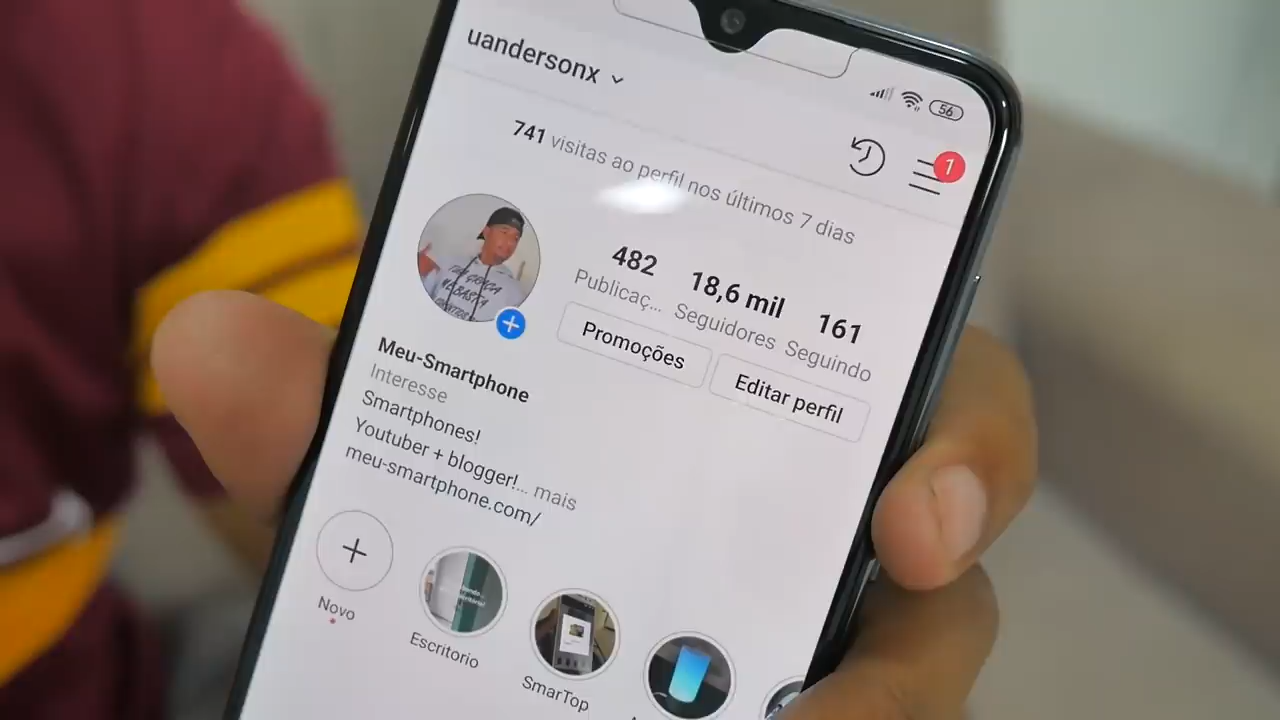 uandersonx
56
1
741 visitas ao perfil nos últimos 7 dias
482
Publicaç...
18,6 mil
Seguidores
161
Seguindo
Promoções
Editar perfil
Meu-Smartphone
Interesse
Smartphones!
Youtuber + blogger!... mais
meu-smartphone.com/
Novo
Escritorio
SmarTop